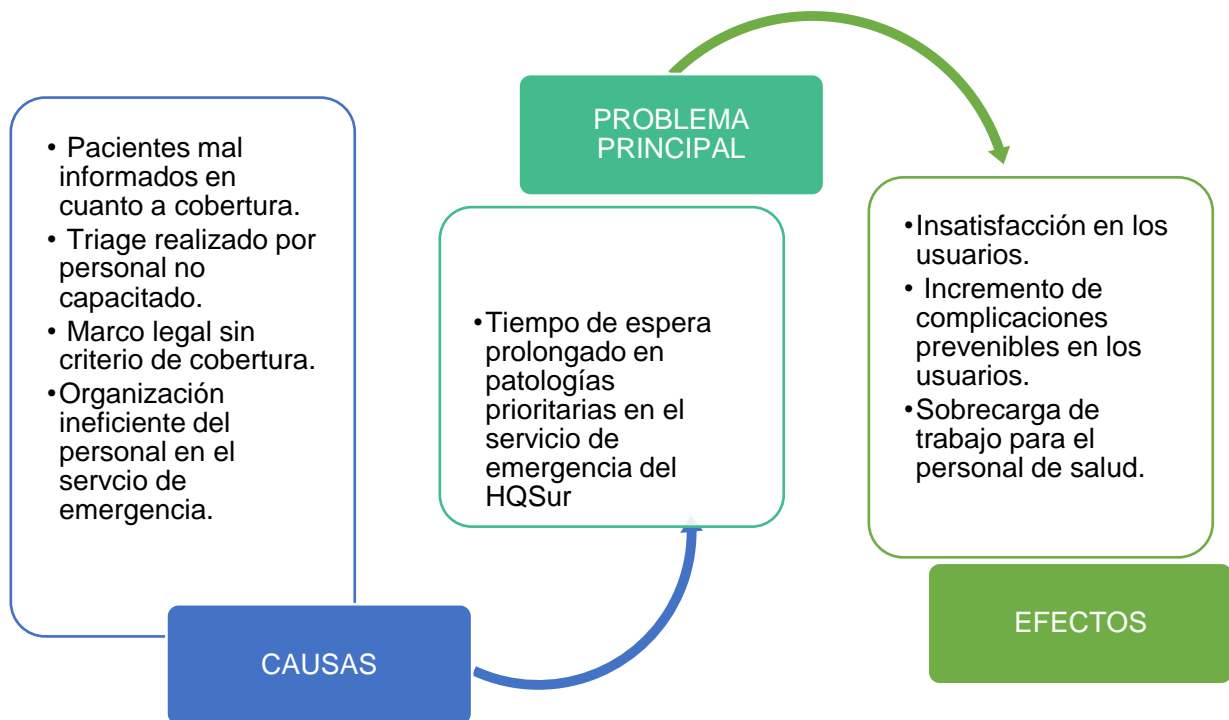 • Pacientes mal
informados en
cuanto a cobertura.
• Triage realizado por
personal no
capacitado.
• Marco legal sin
criterio de cobertura.
•Organización
ineficiente del
personal en el
servcio de
emergencia.
CAUSAS
PROBLEMA
PRINCIPAL
•Tiempo de espera
prolongado en
patologías
prioritarias en el
servicio de
emergencia del
HQSur
•Insatisfacción en los
usuarios.
• Incremento de
complicaciones
prevenibles en los
usuarios.
•Sobrecarga de
trabajo para el
personal de salud.
EFECTOS